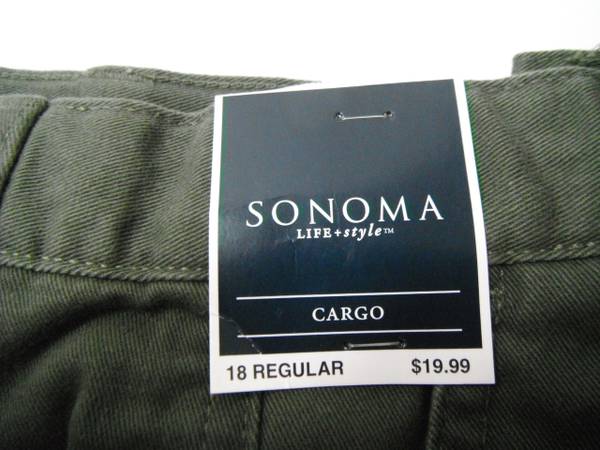 SONOMA
LIFE+style™
CARGO
18 REGULAR $19.99